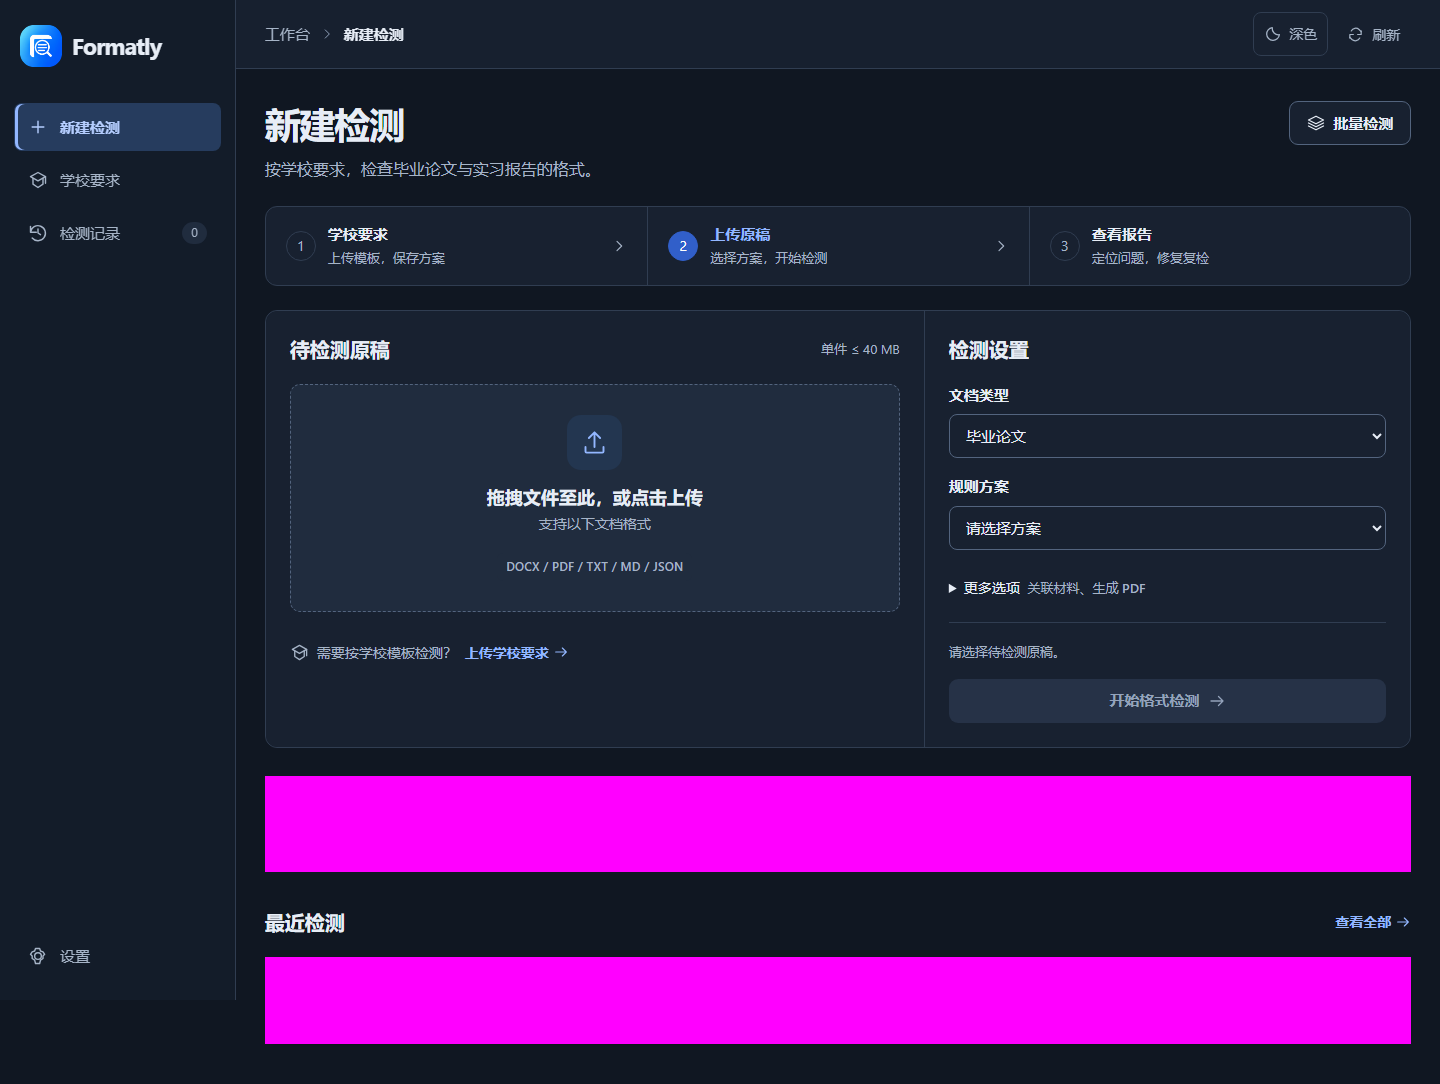 Formatly
新建检测
学校要求
检测记录
0
设置
工作台
新建检测
深色
刷新
新建检测
按学校要求，检查毕业论文与实习报告的格式。
批量检测
1
学校要求
上传模板，保存方案
2
上传原稿
选择方案，开始检测
3
查看报告
定位问题，修复复检
待检测原稿
单件 ≤ 40 MB
拖拽文件至此，或点击上传
支持以下文档格式
DOCX / PDF / TXT / MD / JSON
需要按学校模板检测？ 上传学校要求 →
检测设置
文档类型
毕业论文
规则方案
请选择方案
更多选项 关联材料、生成 PDF
请选择待检测原稿。
开始格式检测 →
最近检测
查看全部 →